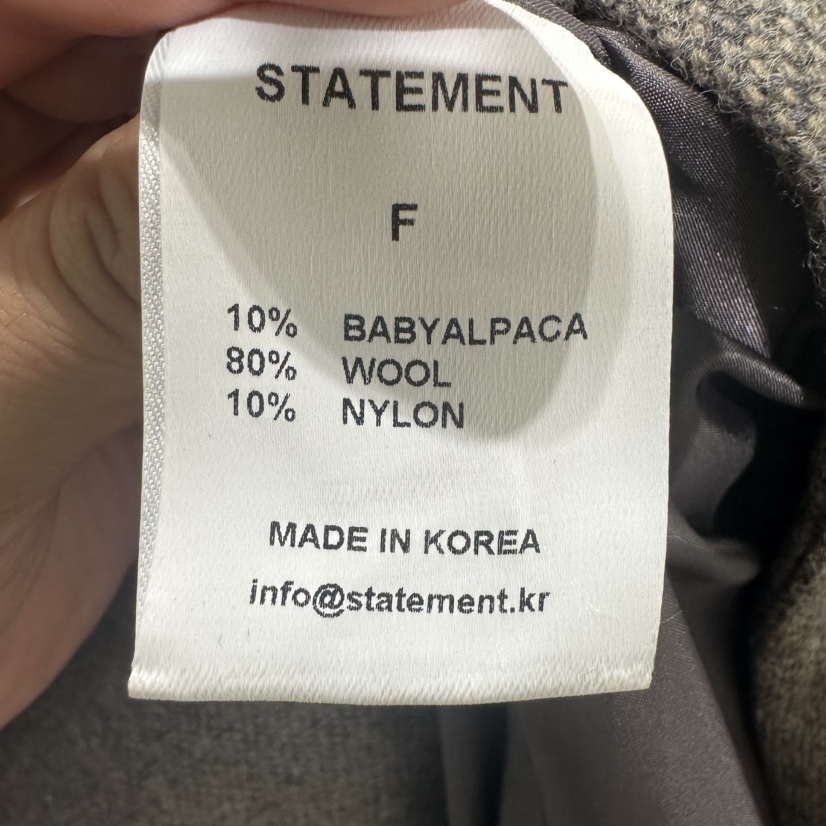 STATEMENT
F
10% BABYALPACA
80% WOOL
10% NYLON
MADE IN KOREA
info@statement.kr